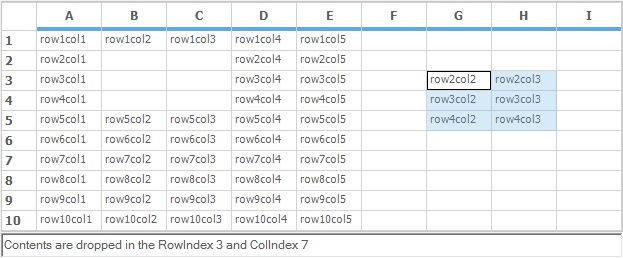 A B C D E F G H I
1 row1col1 row1col2 row1col3 row1col4 row1col5
2 row2col1 row2col4 row2col5
3 row3col1 row3col4 row3col5 row2col2 row2col3
4 row4col1 row4col4 row4col5 row3col2 row3col3
5 row5col1 row5col2 row5col3 row5col4 row5col5 row4col2 row4col3
6 row6col1 row6col2 row6col3 row6col4 row6col5
7 row7col1 row7col2 row7col3 row7col4 row7col5
8 row8col1 row8col2 row8col3 row8col4 row8col5
9 row9col1 row9col2 row9col3 row9col4 row9col5
10 row10col1 row10col2 row10col3 row10col4 row10col5
Contents are dropped in the RowIndex 3 and ColIndex 7